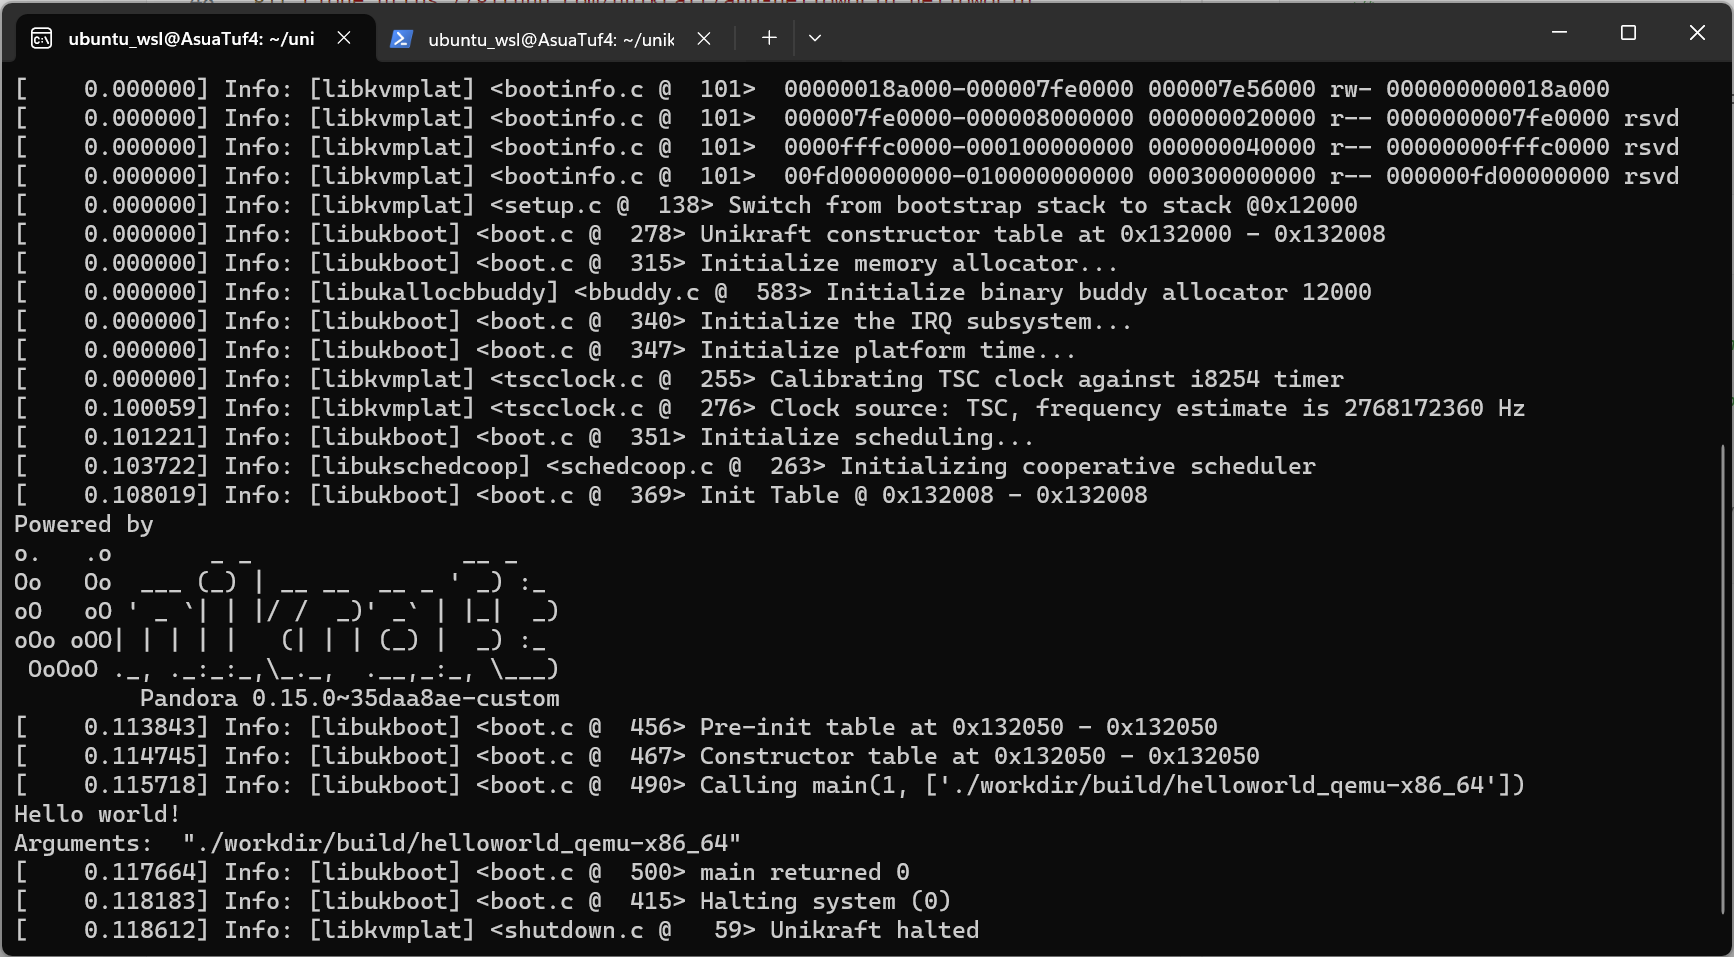 ubuntu_wsl@AsuaTuf4: ~/uni
ubuntu_wsl@AsuaTuf4: ~/unik
[    0.000000] Info: [libkvmplat] <bootinfo.c @  101>  00000018a000-000007fe0000 000007e56000 rw- 000000000018a000
[    0.000000] Info: [libkvmplat] <bootinfo.c @  101>  000007fe0000-000008000000 000000020000 r-- 0000000007fe0000 rsvd
[    0.000000] Info: [libkvmplat] <bootinfo.c @  101>  0000fffc0000-000100000000 000000040000 r-- 00000000fffc0000 rsvd
[    0.000000] Info: [libkvmplat] <bootinfo.c @  101>  00fd00000000-010000000000 000300000000 r-- 000000fd00000000 rsvd
[    0.000000] Info: [libkvmplat] <setup.c @  138> Switch from bootstrap stack to stack @0x12000
[    0.000000] Info: [libukboot] <boot.c @  278> Unikraft constructor table at 0x132000 - 0x132008
[    0.000000] Info: [libukboot] <boot.c @  315> Initialize memory allocator...
[    0.000000] Info: [libukallocbbuddy] <bbuddy.c @  583> Initialize binary buddy allocator 12000
[    0.000000] Info: [libukboot] <boot.c @  340> Initialize the IRQ subsystem...
[    0.000000] Info: [libukboot] <boot.c @  347> Initialize platform time...
[    0.000000] Info: [libkvmplat] <tscclock.c @  255> Calibrating TSC clock against i8254 timer
[    0.100059] Info: [libkvmplat] <tscclock.c @  276> Clock source: TSC, frequency estimate is 2768172360 Hz
[    0.101221] Info: [libukboot] <boot.c @  351> Initialize scheduling...
[    0.103722] Info: [libukschedcoop] <schedcoop.c @  263> Initializing cooperative scheduler
[    0.108019] Info: [libukboot] <boot.c @  369> Init Table @ 0x132008 - 0x132008
Powered by
o.   .o       _ _               __ _
Oo   Oo  ___ (_) | __ __  __ _ ' _) :_
oO   oO ' _ `| | |/ /  _)' _` | |_|  _)
oOo oOO| | | | |   (| | | (_) |  _) :_
 OoOoO ._, ._:_:_,\_._,  .__,_:_, \___)
Pandora 0.15.0~35daa8ae-custom
[    0.113843] Info: [libukboot] <boot.c @  456> Pre-init table at 0x132050 - 0x132050
[    0.114745] Info: [libukboot] <boot.c @  467> Constructor table at 0x132050 - 0x132050
[    0.115718] Info: [libukboot] <boot.c @  490> Calling main(1, ['./workdir/build/helloworld_qemu-x86_64'])
Hello world!
Arguments:  "./workdir/build/helloworld_qemu-x86_64"
[    0.117664] Info: [libukboot] <boot.c @  500> main returned 0
[    0.118183] Info: [libukboot] <boot.c @  415> Halting system (0)
[    0.118612] Info: [libkvmplat] <shutdown.c @   59> Unikraft halted